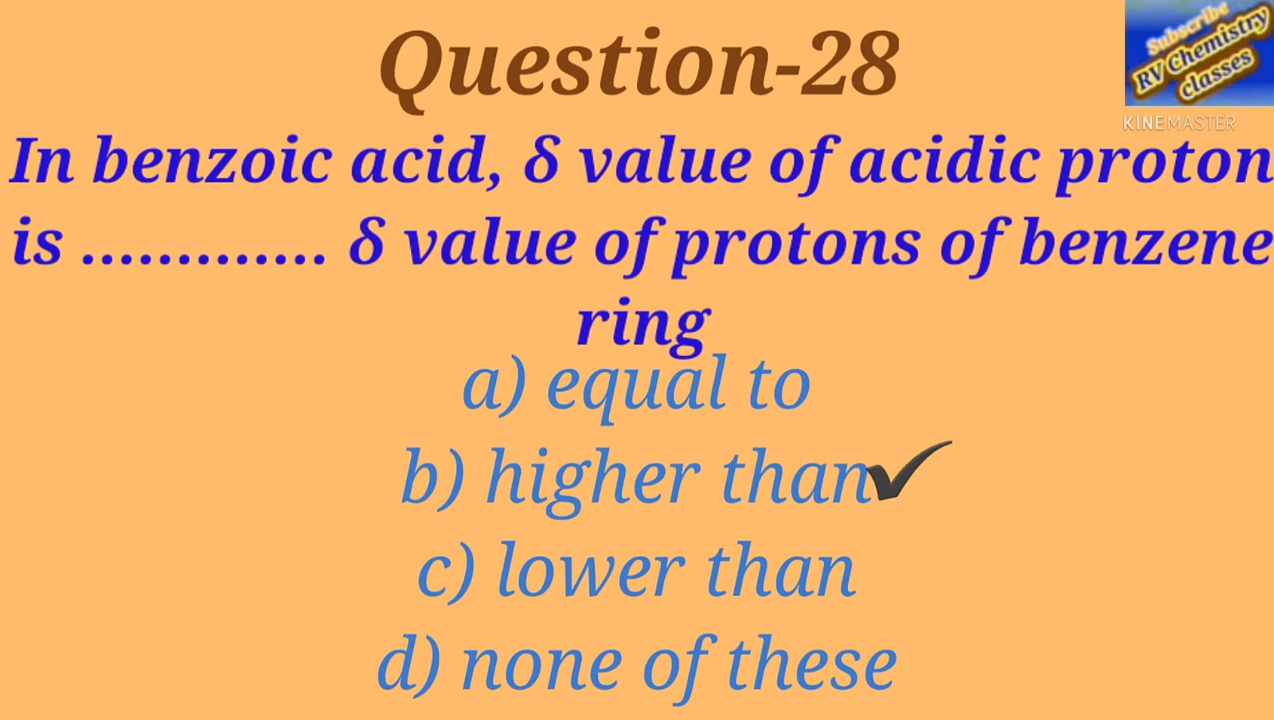 Question-28
Subscribe
RV Chemistry
classes
KINEMASTER
In benzoic acid, δ value of acidic proton
is ............. δ value of protons of benzene
ring
a) equal to
b) higher than✔
c) lower than
d) none of these